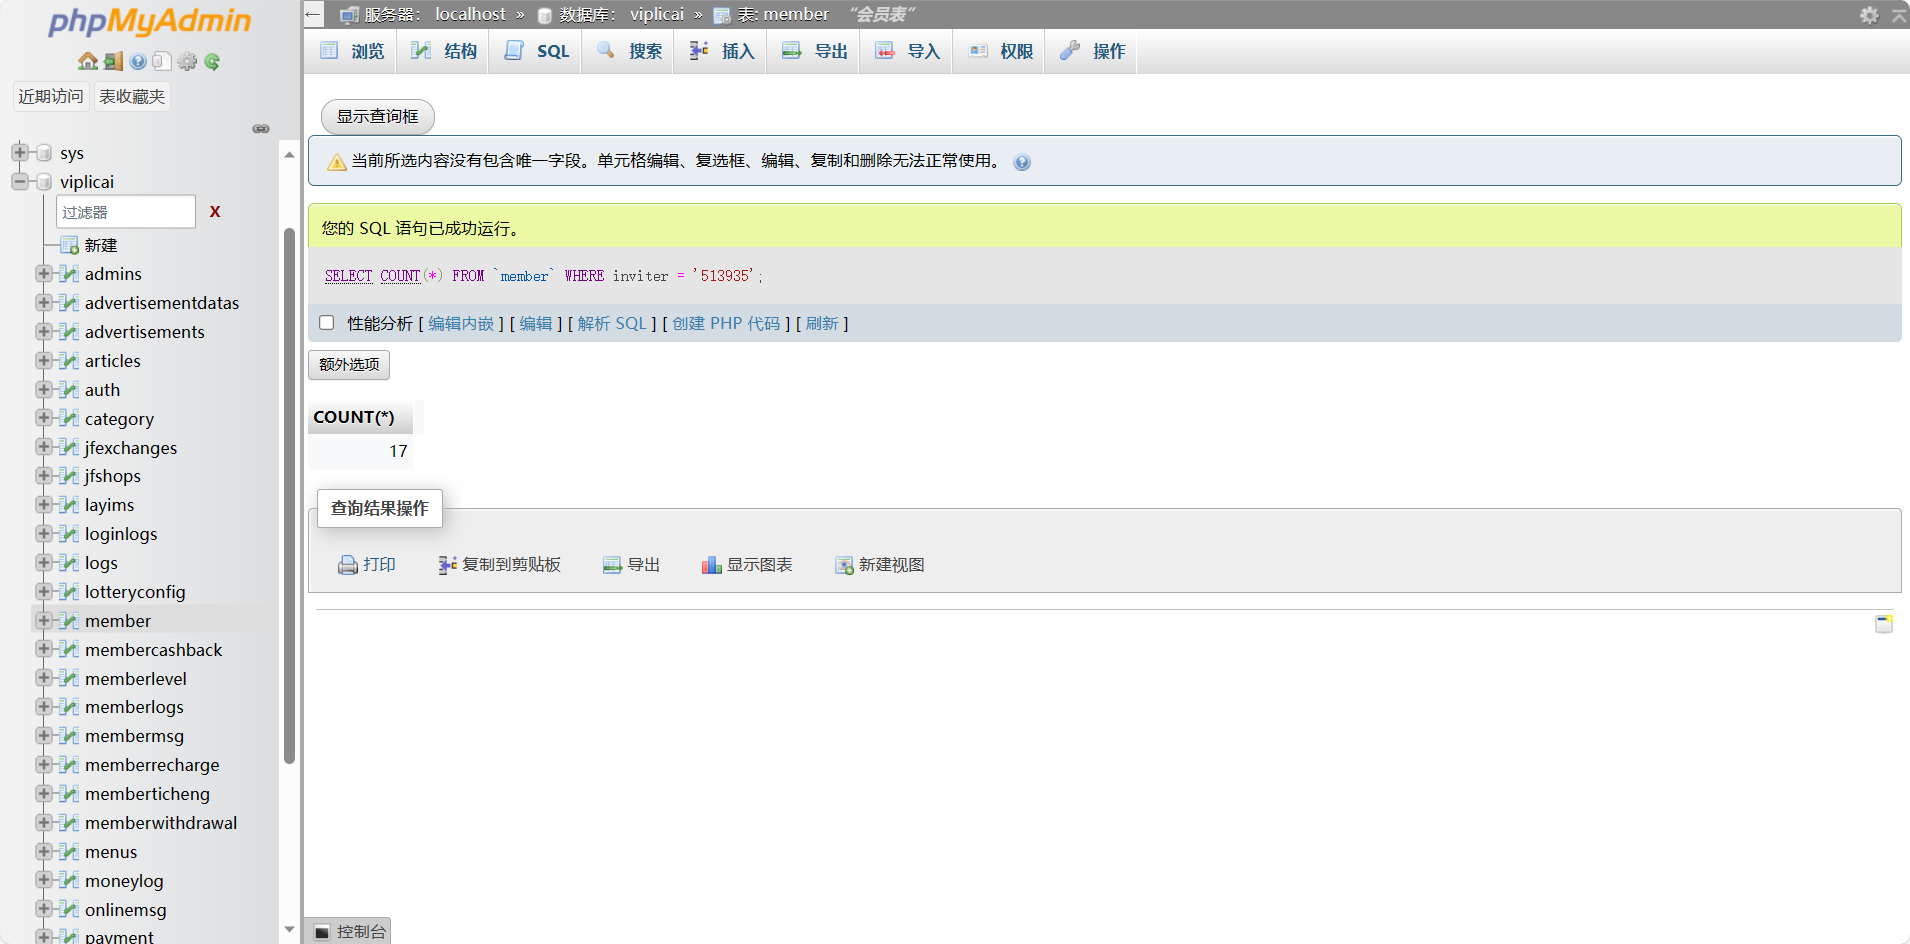 phpMyAdmin
近期访问 表收藏夹
sys
viplicai
过滤器 X
新建
admins
advertisementdatas
advertisements
articles
auth
category
jfexchanges
jfshops
layims
loginlogs
logs
lotteryconfig
member
membercashback
memberlevel
memberlogs
membermsg
memberrecharge
memberticheng
memberwithdrawal
menus
moneylog
onlinemsg
payment
← 服务器： localhost » 数据库： viplicai » 表: member “会员表”
浏览 结构 SQL 搜索 插入 导出 导入 权限 操作
显示查询框
当前所选内容没有包含唯一字段。单元格编辑、复选框、编辑、复制和删除无法正常使用。
您的 SQL 语句已成功运行。
SELECT COUNT(*) FROM `member` WHERE inviter = '513935';
性能分析 [ 编辑内嵌 ] [ 编辑 ] [ 解析 SQL ] [ 创建 PHP 代码 ] [ 刷新 ]
额外选项
COUNT(*)
17
查询结果操作
打印 复制到剪贴板 导出 显示图表 新建视图
控制台